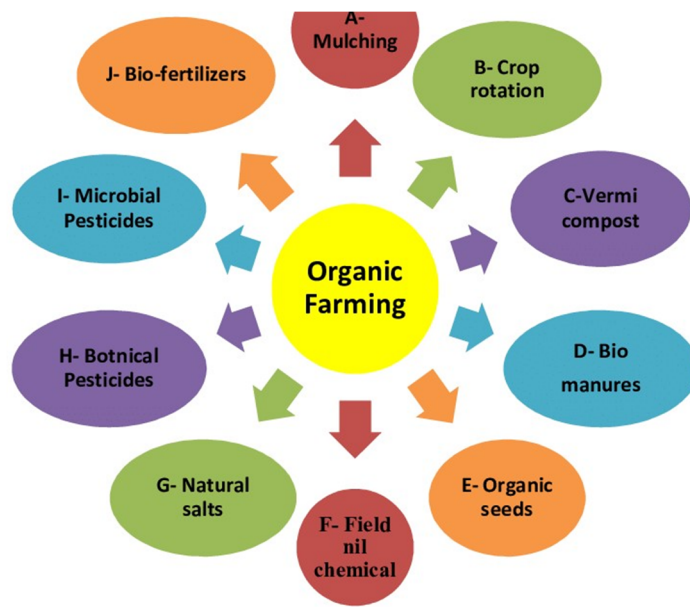 A-
Mulching
B- Crop
rotation
C-Vermi
compost
D- Bio
manures
E- Organic
seeds
F- Field
nil
chemical
G- Natural
salts
H- Botnical
Pesticides
I- Microbial
Pesticides
J- Bio-fertilizers
Organic
Farming